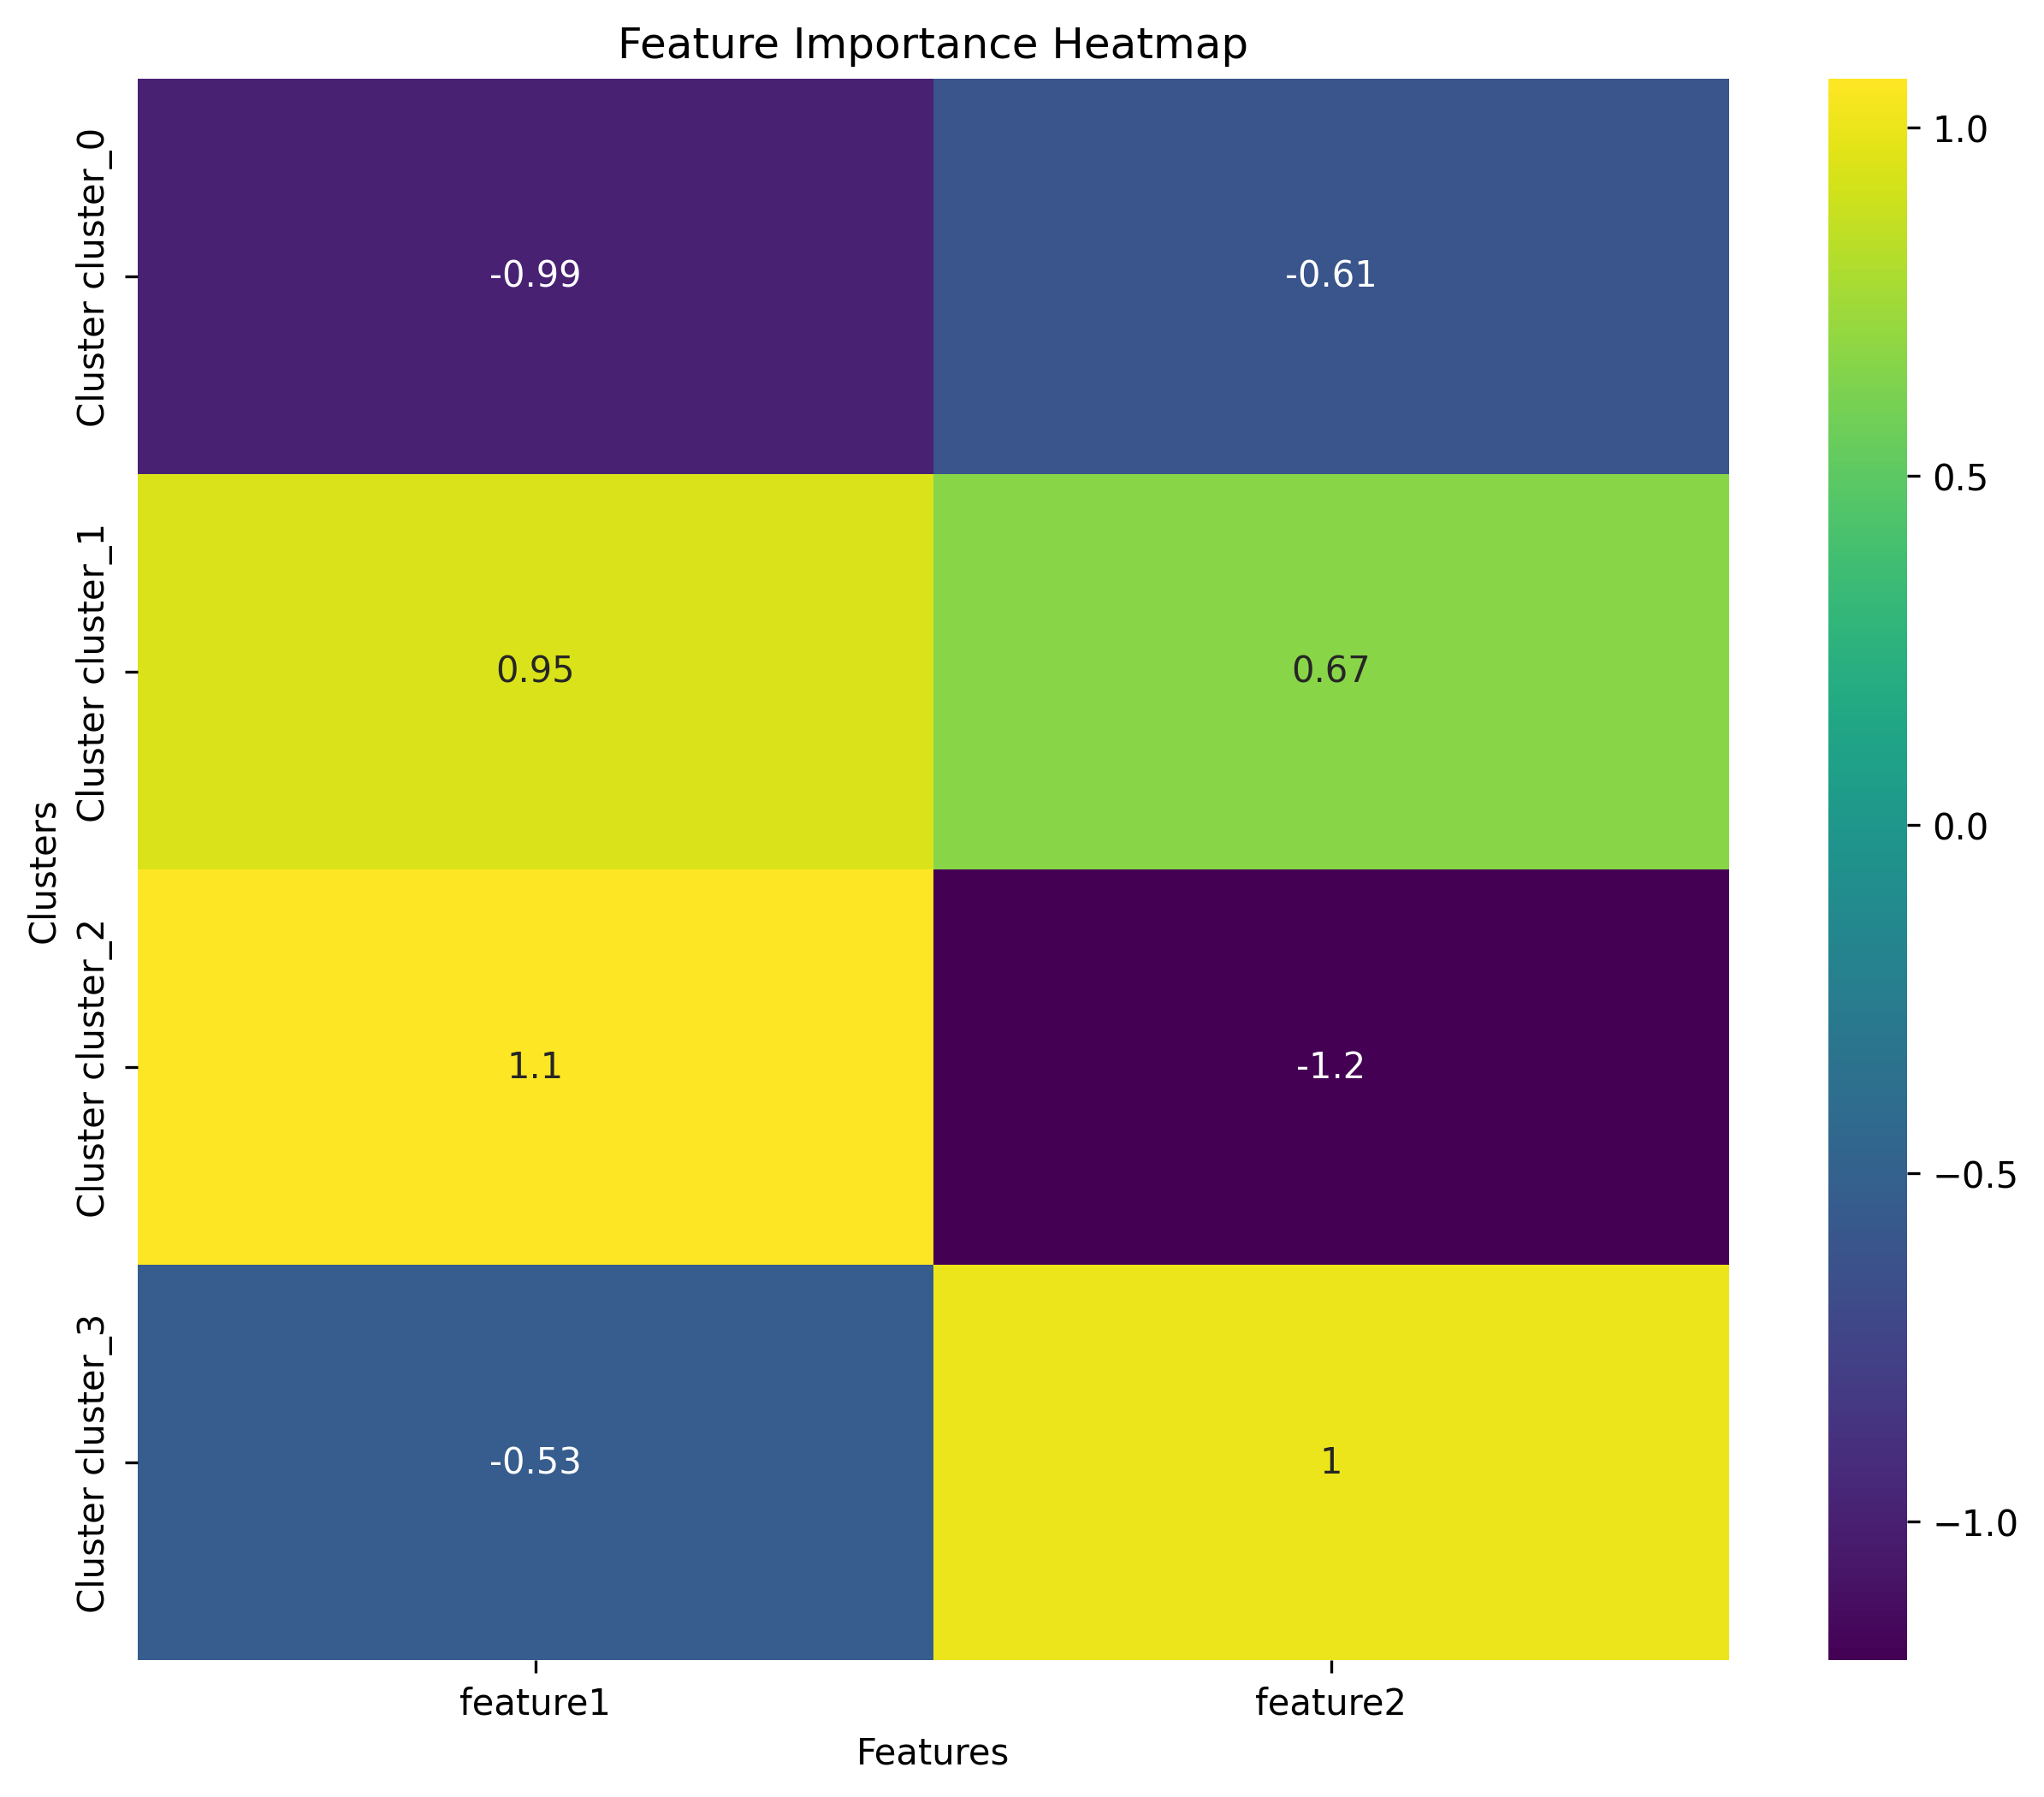 Feature Importance Heatmap
Cluster cluster_0
-0.99
-0.61
Cluster cluster_1
0.95
0.67
Cluster cluster_2
1.1
-1.2
Cluster cluster_3
-0.53
1
Clusters
feature1
feature2
Features
1.0
0.5
0.0
−0.5
−1.0